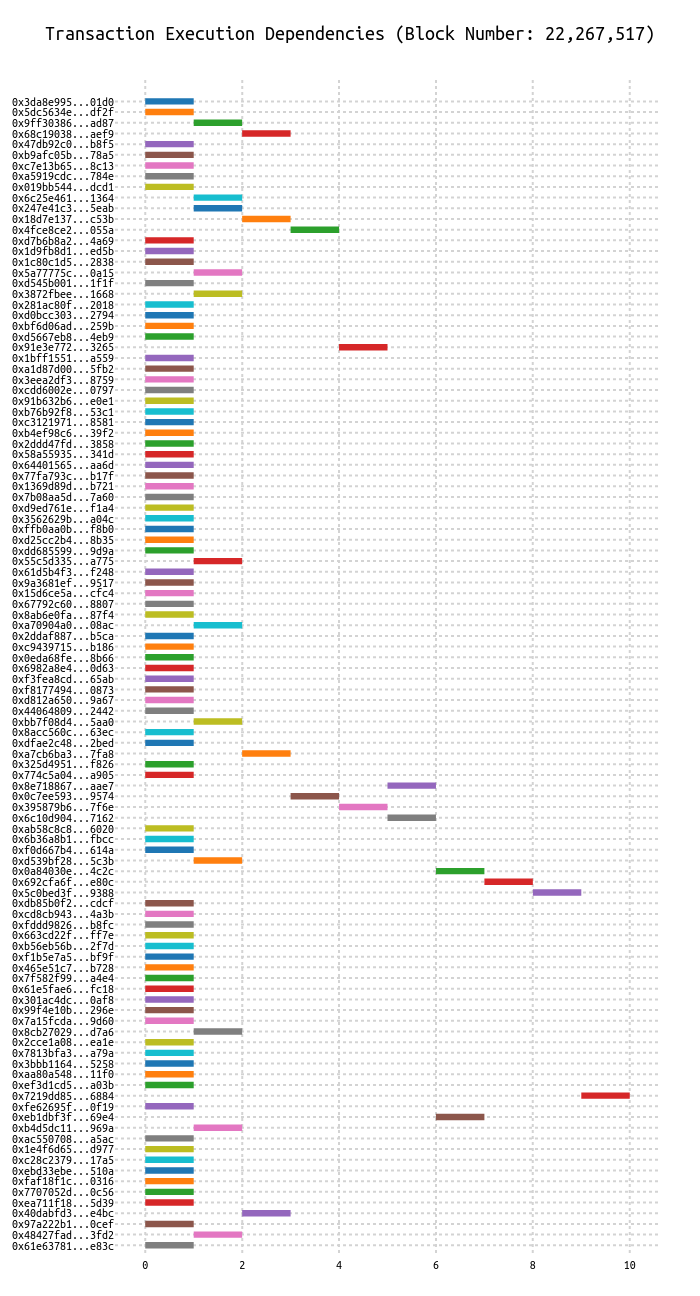 Transaction Execution Dependencies (Block Number: 22,267,517)
0x3da8e995...01d0
0x5dc5634e...df2f
0x9ff30386...ad87
0x68c19038...aef9
0x47db92c0...b8f5
0xb9afc05b...78a5
0xc7e13b65...8c13
0xa5919cdc...784e
0x019bb544...dcd1
0x6c25e461...1364
0x247e41c3...5eab
0x18d7e137...c53b
0x4fce8ce2...055a
0xd7b6b8a2...4a69
0x1d9fb8d1...ed5b
0x1c80c1d5...2838
0x5a77775c...0a15
0xd545b001...1f1f
0x3872fbee...1668
0x281ac80f...2018
0xd0bcc303...2794
0xbf6d06ad...259b
0xd5667eb8...4eb9
0x91e3e772...3265
0x1bff1551...a559
0xa1d87d00...5fb2
0x3eea2df3...8759
0xcdd6002e...0797
0x91b632b6...e0e1
0xb76b92f8...53c1
0xc3121971...8581
0xb4ef98c6...39f2
0x2ddd47fd...3858
0x58a55935...341d
0x64401565...aa6d
0x77fa793c...b17f
0x1369d89d...b721
0x7b08aa5d...7a60
0xd9ed761e...f1a4
0x3562629b...a04c
0xffb0aa0b...f8b0
0xd25cc2b4...8b35
0xdd685599...9d9a
0x55c5d335...a775
0x61d5b4f3...f248
0x9a3681ef...9517
0x15d6ce5a...cfc4
0x67792c60...8807
0x8ab6e0fa...87f4
0xa70904a0...08ac
0x2ddaf887...b5ca
0xc9439715...b186
0x0eda68fe...8b66
0x6982a8e4...0d63
0xf3fea8cd...65ab
0xf8177494...0873
0xd812a650...9a67
0x44064809...2442
0xbb7f08d4...5aa0
0x8acc560c...63ec
0xdfae2c48...2bed
0xa7cb6ba3...7fa8
0x325d4951...f826
0x774c5a04...a905
0x8e718867...aae7
0x0c7ee593...9574
0x395879b6...7f6e
0x6c10d904...7162
0xab58c8c8...6020
0x6b36a8b1...fbcc
0xf0d667b4...614a
0xd539bf28...5c3b
0x0a84030e...4c2c
0x692cfa6f...e80c
0x5c0bed3f...9388
0xdb85b0f2...cdcf
0xcd8cb943...4a3b
0xfddd9826...b8fc
0x663cd22f...ff7e
0xb56eb56b...2f7d
0xf1b5e7a5...bf9f
0x465e51c7...b728
0x7f582f99...a4e4
0x61e5fae6...fc18
0x301ac4dc...0af8
0x99f4e10b...296e
0x7a15fcda...9d60
0x8cb27029...d7a6
0x2cce1a08...ea1e
0x7813bfa3...a79a
0x3bbb1164...5258
0xaa80a548...11f0
0xef3d1cd5...a03b
0x7219dd85...6884
0xfe62695f...0f19
0xeb1dbf3f...69e4
0xb4d5dc11...969a
0xac550708...a5ac
0x1e4f6d65...d977
0xc28c2379...17a5
0xebd33ebe...510a
0xfaf18f1c...0316
0x7707052d...0c56
0xea711f18...5d39
0x40dabfd3...e4bc
0x97a222b1...0cef
0x48427fad...3fd2
0x61e63781...e83c
0 2 4 6 8 10